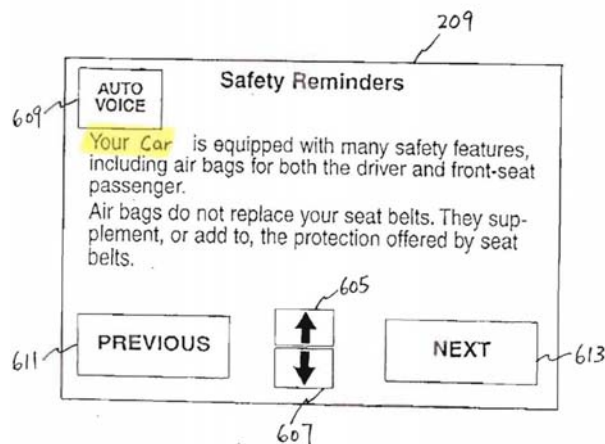 209
AUTO
VOICE
Safety Reminders
609
Your Car is equipped with many safety features,
including air bags for both the driver and front-seat
passenger.
Air bags do not replace your seat belts. They sup-
plement, or add to, the protection offered by seat
belts.
605
PREVIOUS
NEXT
611
613
607